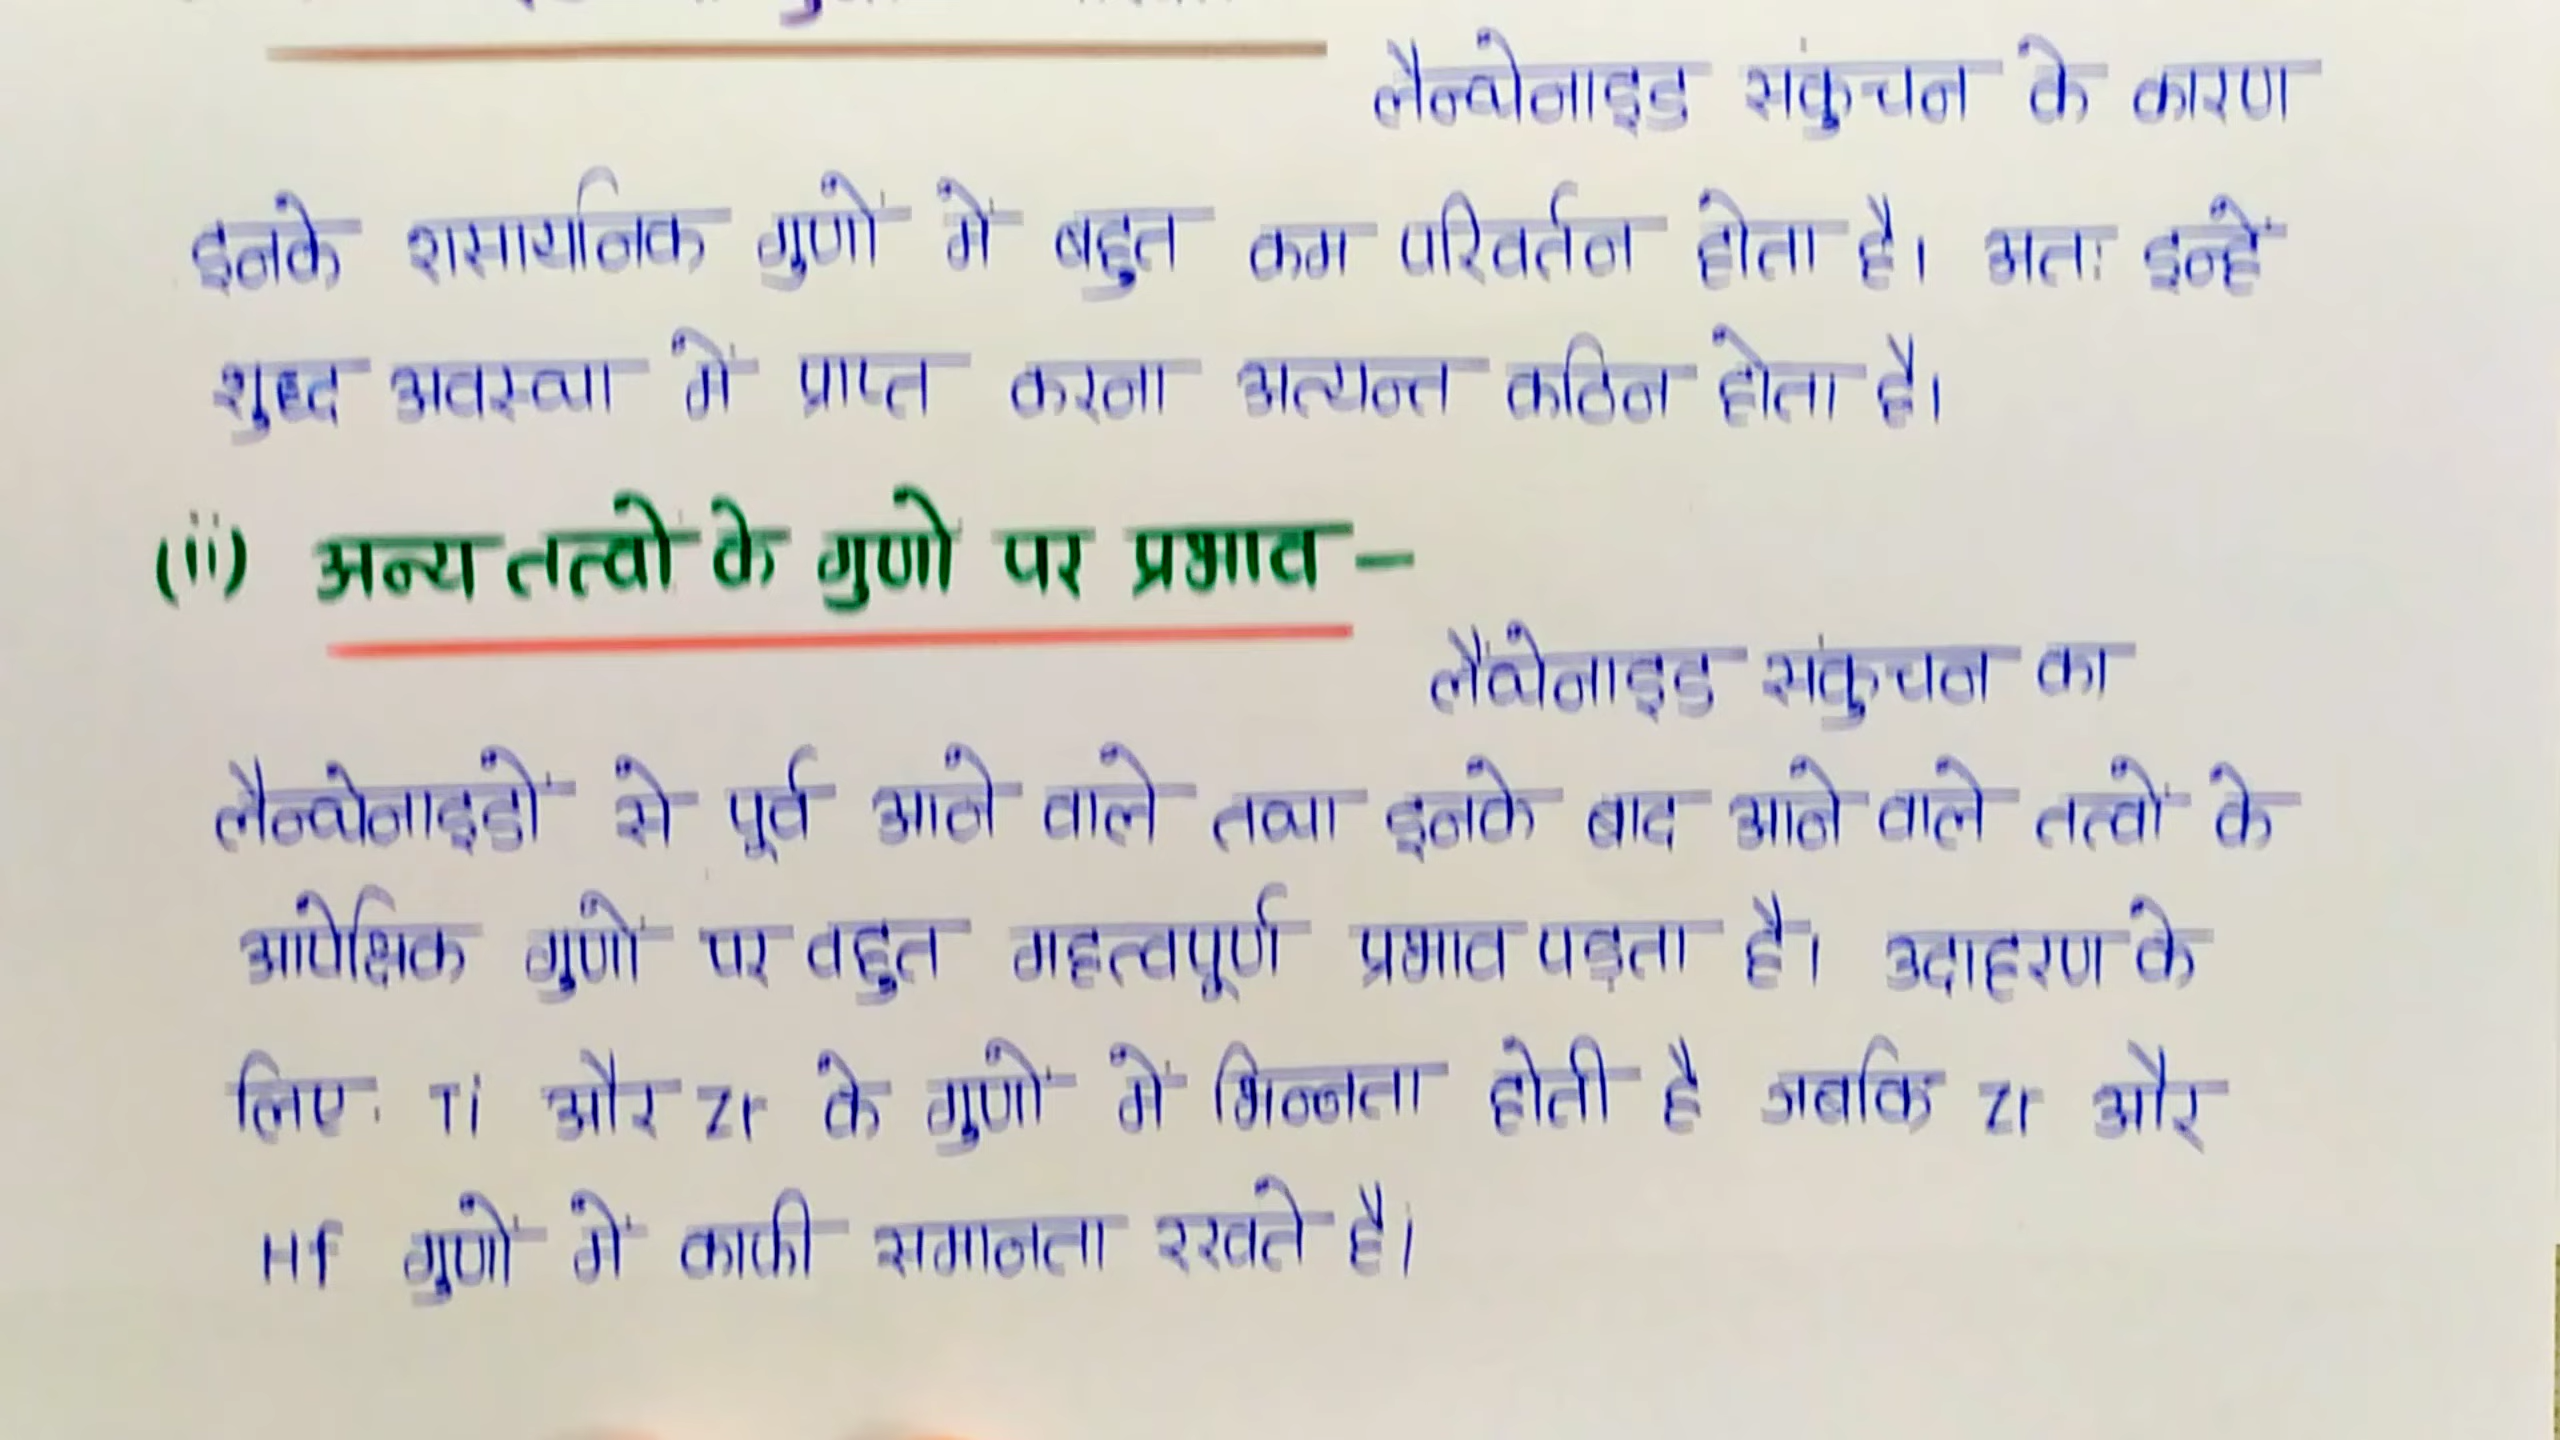 लैन्थेनाइड संकुचन के कारण
इनके रासायनिक गुणों में बहुत कम परिवर्तन होता है। अतः इन्हें
शुद्ध अवस्था में प्राप्त करना अत्यन्त कठिन होता है।
(ii) अन्य तत्वों के गुणों पर प्रभाव –
लैंथेनाइड संकुचन का
लैन्थेनाइडों से पूर्व आने वाले तथा इनके बाद आने वाले तत्वों के
आपेक्षिक गुणों पर बहुत महत्वपूर्ण प्रभाव पड़ता है। उदाहरण के
लिए: Ti और Zr के गुणों में भिन्नता होती है जबकि Zr और
Hf गुणों में काफी समानता रखते है।